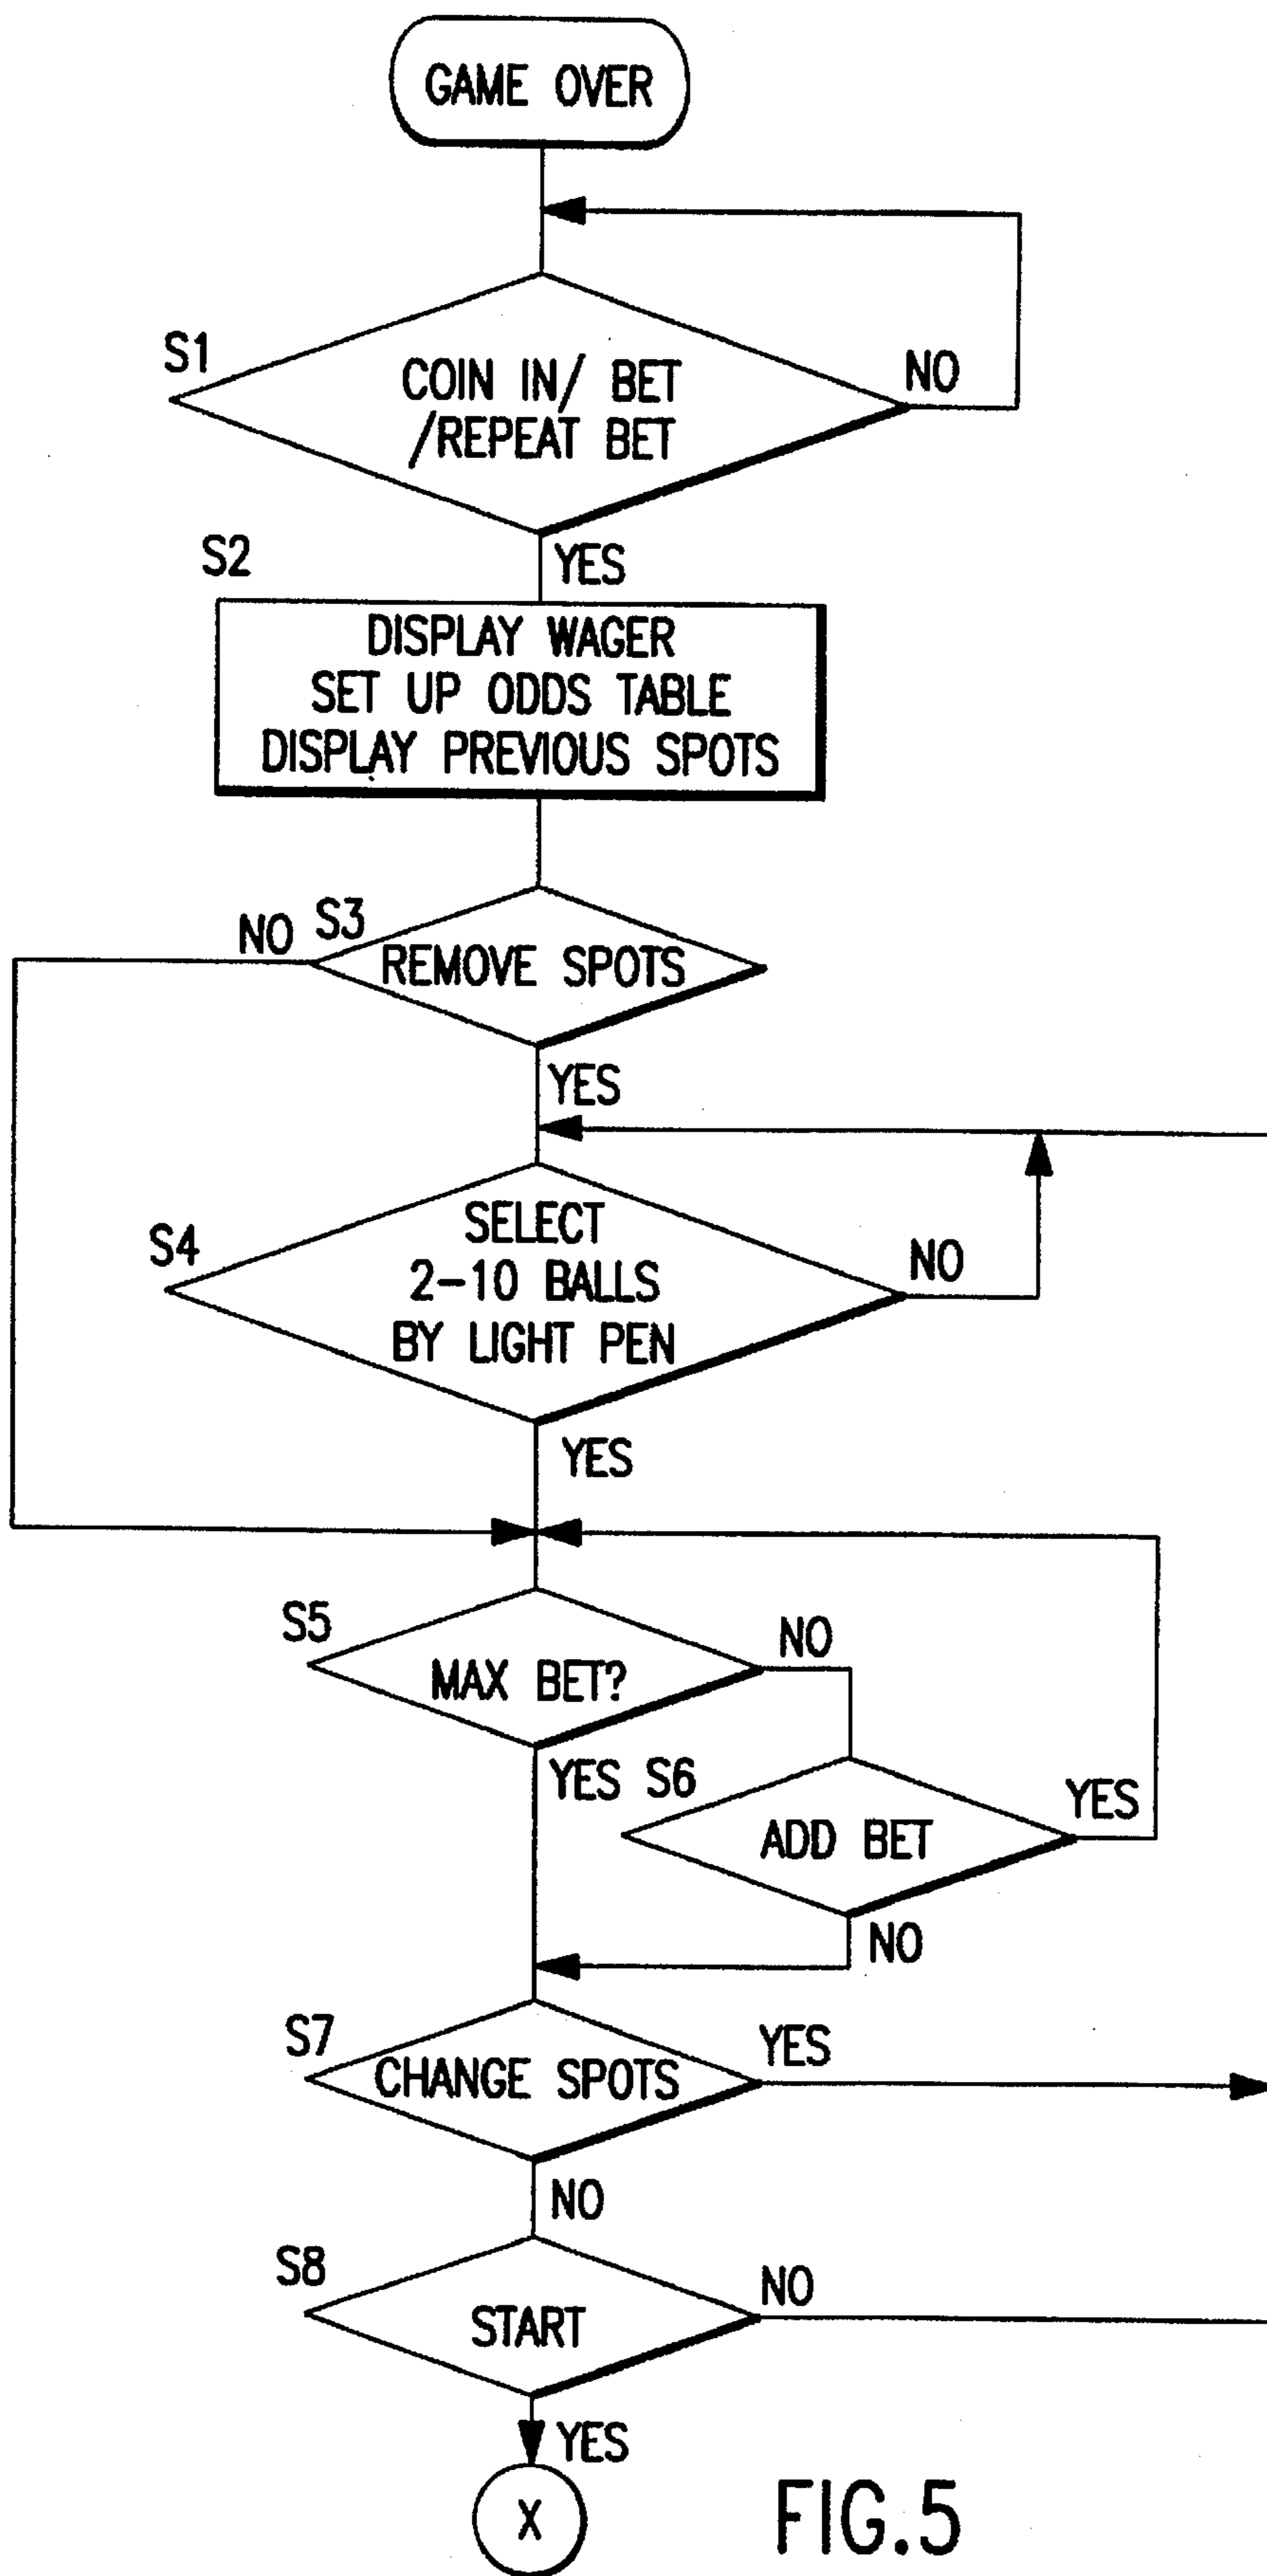 GAME OVER
S1
COIN IN/ BET
/REPEAT BET
NO
YES
S2
DISPLAY WAGER
SET UP ODDS TABLE
DISPLAY PREVIOUS SPOTS
NO
S3
REMOVE SPOTS
YES
S4
SELECT
2-10 BALLS
BY LIGHT PEN
NO
YES
S5
MAX BET?
NO
YES
S6
ADD BET
YES
NO
S7
CHANGE SPOTS
YES
NO
S8
START
NO
YES
X
FIG.5